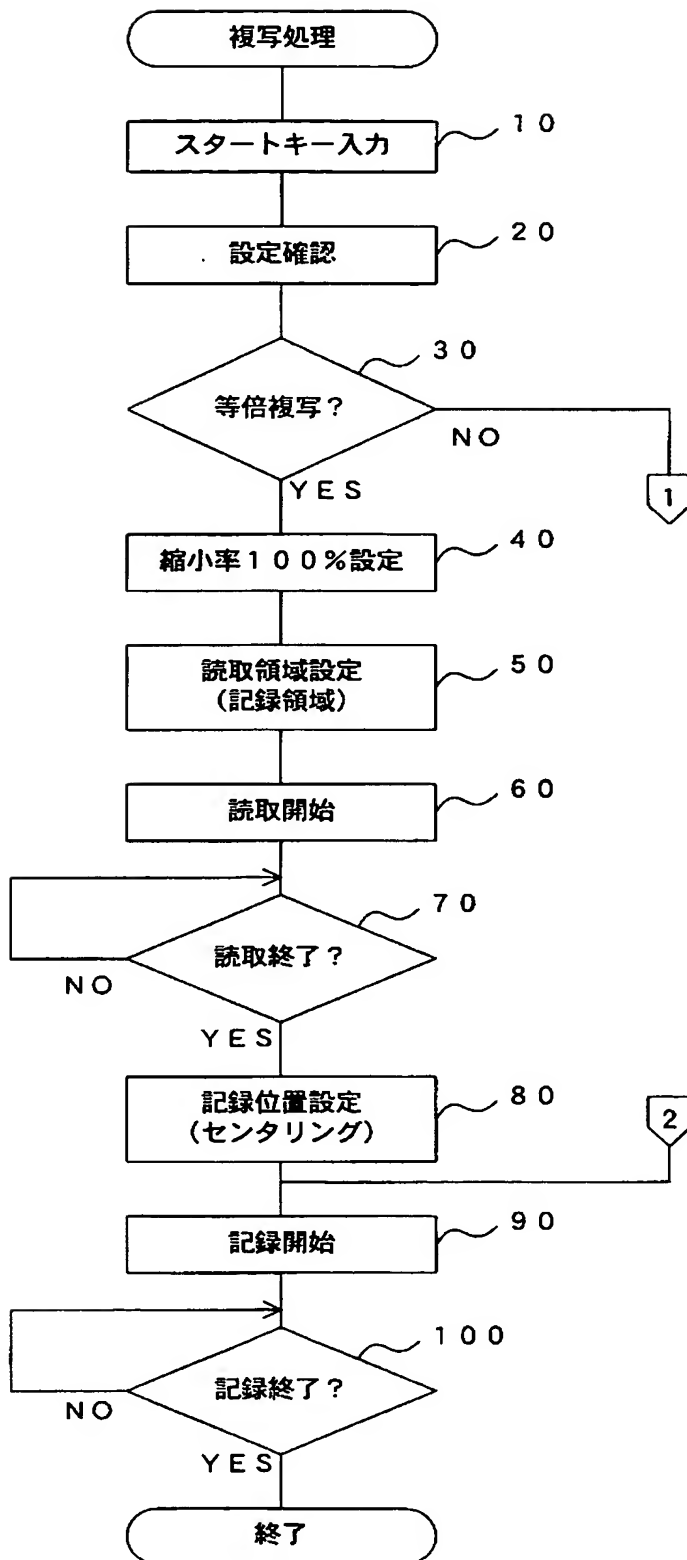 複写処理
スタートキー入力
10
設定確認
20
等倍複写?
30
NO
YES
1
縮小率100%設定
40
読取領域設定
(記録領域)
50
読取開始
60
読取終了?
70
NO
YES
記録位置設定
(センタリング)
80
2
記録開始
90
記録終了?
100
NO
YES
終了